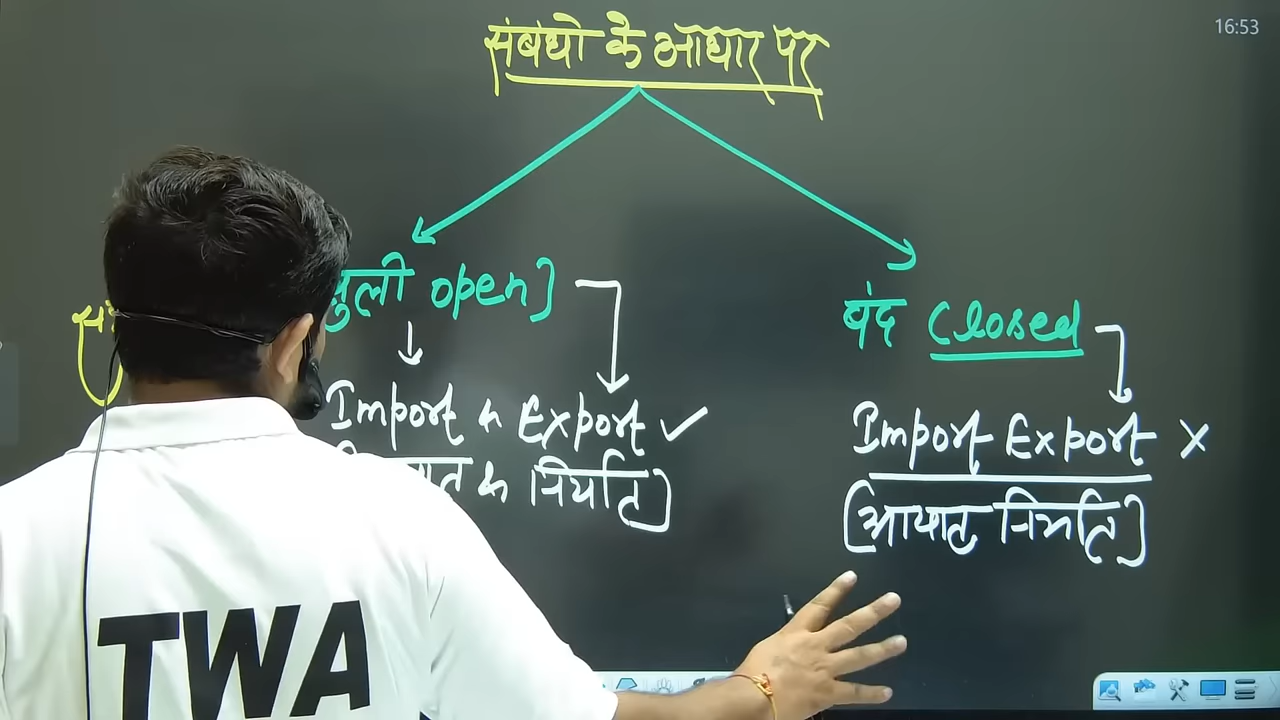 16:53
संबंधो के आधार पर
open]
बंद Closed
Import & Export ✓
Import Export ×
& निर्यात]
[आयात निर्यात]
TWA